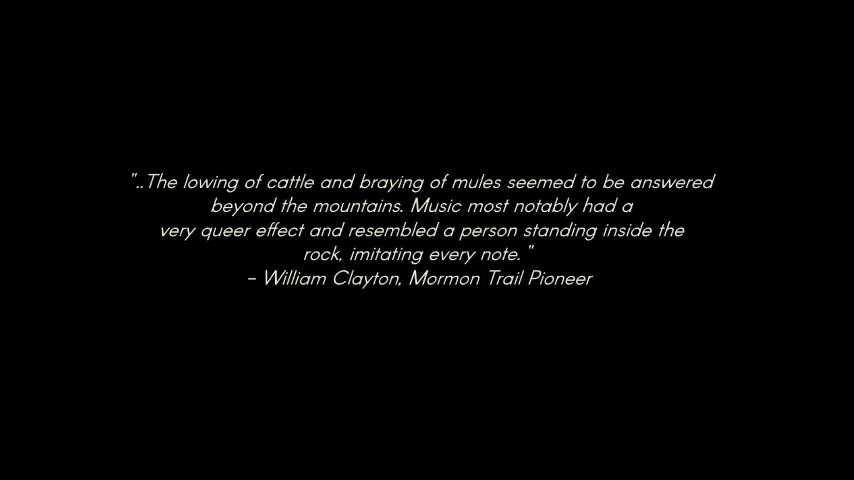 "..The lowing of cattle and braying of mules seemed to be answered
beyond the mountains. Music most notably had a
very queer effect and resembled a person standing inside the
rock, imitating every note. "
- William Clayton, Mormon Trail Pioneer